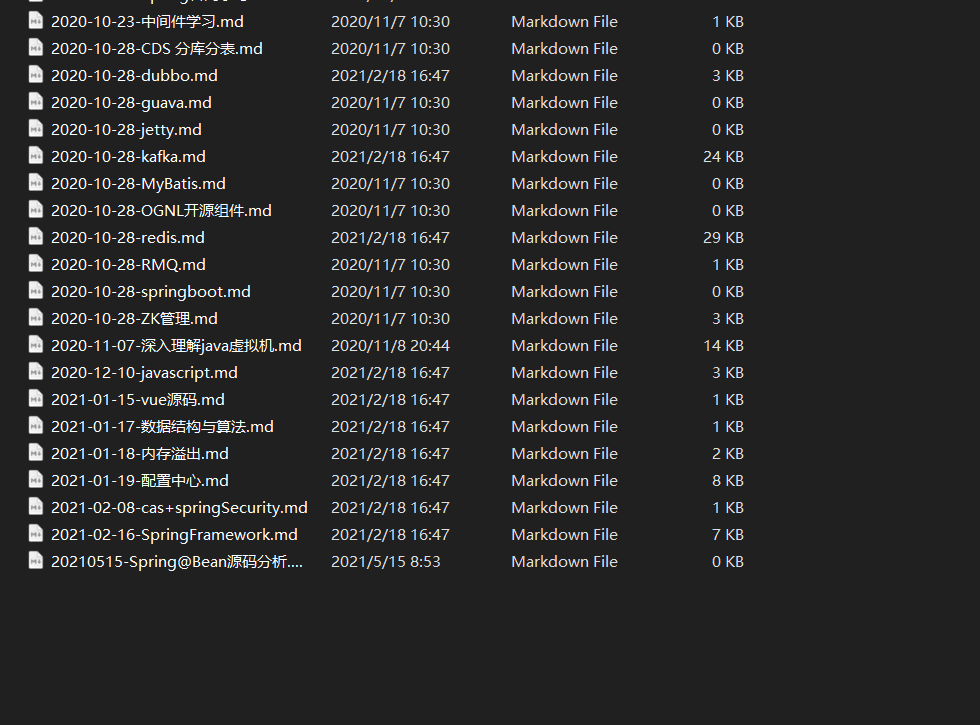 2020-10-23-中间件学习.md 2020/11/7 10:30 Markdown File 1 KB
2020-10-28-CDS 分库分表.md 2020/11/7 10:30 Markdown File 0 KB
2020-10-28-dubbo.md 2021/2/18 16:47 Markdown File 3 KB
2020-10-28-guava.md 2020/11/7 10:30 Markdown File 0 KB
2020-10-28-jetty.md 2020/11/7 10:30 Markdown File 0 KB
2020-10-28-kafka.md 2021/2/18 16:47 Markdown File 24 KB
2020-10-28-MyBatis.md 2020/11/7 10:30 Markdown File 0 KB
2020-10-28-OGNL开源组件.md 2020/11/7 10:30 Markdown File 0 KB
2020-10-28-redis.md 2021/2/18 16:47 Markdown File 29 KB
2020-10-28-RMQ.md 2020/11/7 10:30 Markdown File 1 KB
2020-10-28-springboot.md 2020/11/7 10:30 Markdown File 0 KB
2020-10-28-ZK管理.md 2020/11/7 10:30 Markdown File 3 KB
2020-11-07-深入理解java虚拟机.md 2020/11/8 20:44 Markdown File 14 KB
2020-12-10-javascript.md 2021/2/18 16:47 Markdown File 3 KB
2021-01-15-vue源码.md 2021/2/18 16:47 Markdown File 1 KB
2021-01-17-数据结构与算法.md 2021/2/18 16:47 Markdown File 1 KB
2021-01-18-内存溢出.md 2021/2/18 16:47 Markdown File 2 KB
2021-01-19-配置中心.md 2021/2/18 16:47 Markdown File 8 KB
2021-02-08-cas+springSecurity.md 2021/2/18 16:47 Markdown File 1 KB
2021-02-16-SpringFramework.md 2021/2/18 16:47 Markdown File 7 KB
20210515-Spring@Bean源码分析.... 2021/5/15 8:53 Markdown File 0 KB